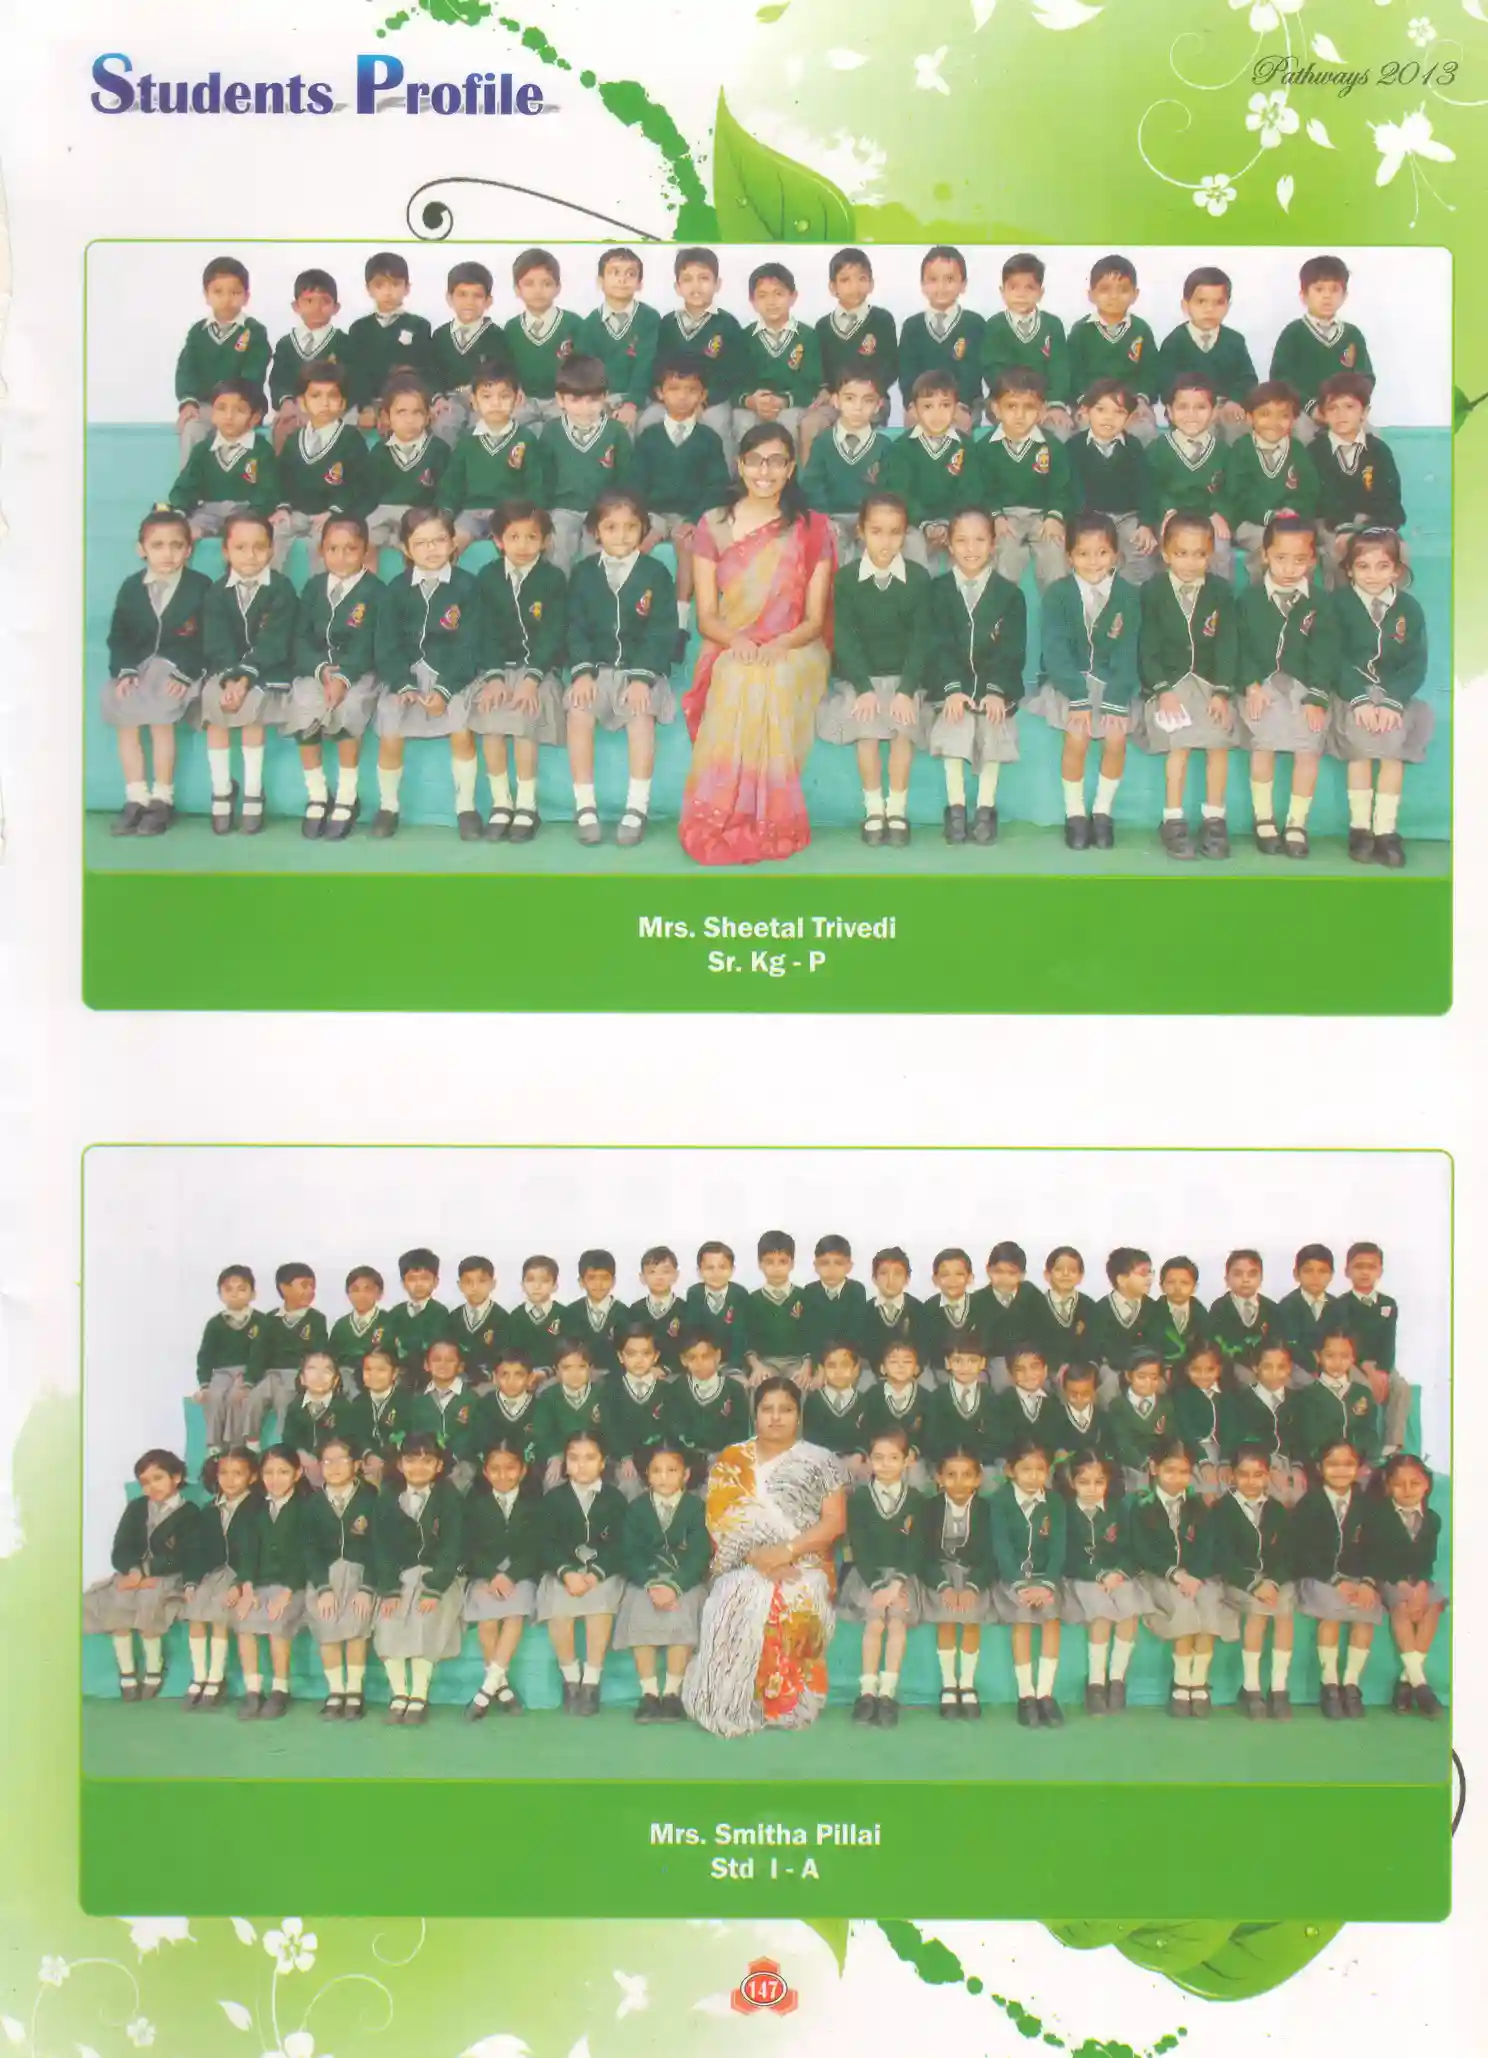 Students Profile
Pathways 2013
Mrs. Sheetal Trivedi
Sr. Kg - P
Mrs. Smitha Pillai
Std I - A
147